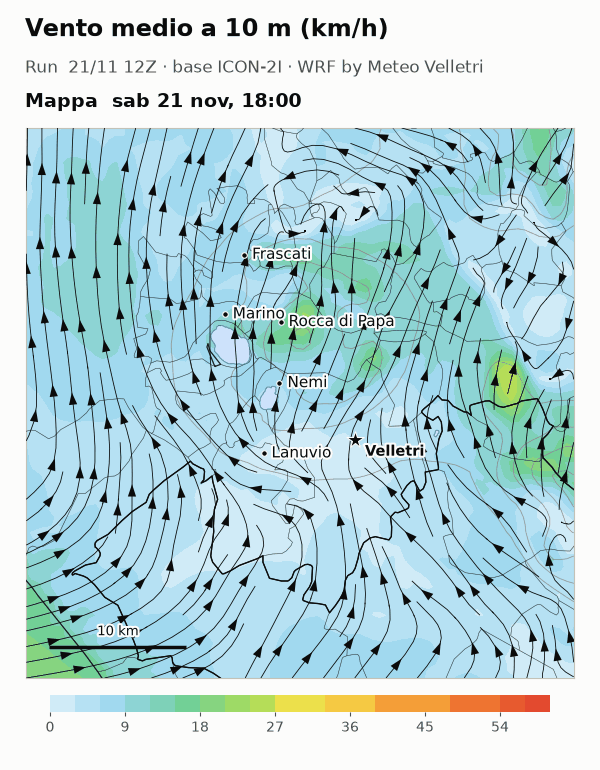 Vento medio a 10 m (km/h)
Run 21/11 12Z · base ICON-2I · WRF by Meteo Velletri
Mappa sab 21 nov, 18:00
Frascati
Marino
Rocca di Papa
Nemi
Velletri
Lanuvio
10 km
0 9 18 27 36 45 54